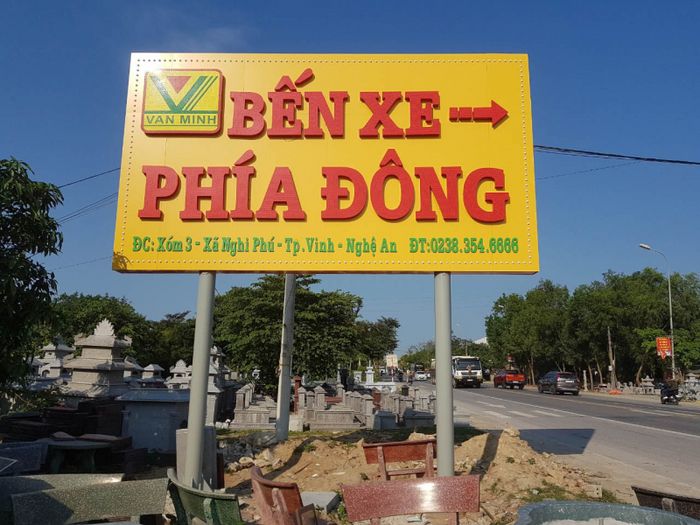 VAN MINH
BẾN XE
PHÍA ĐÔNG
ĐC: Xóm 3 - Xã Nghi Phú - Tp.Vinh - Nghệ An ĐT:0238.354.6666